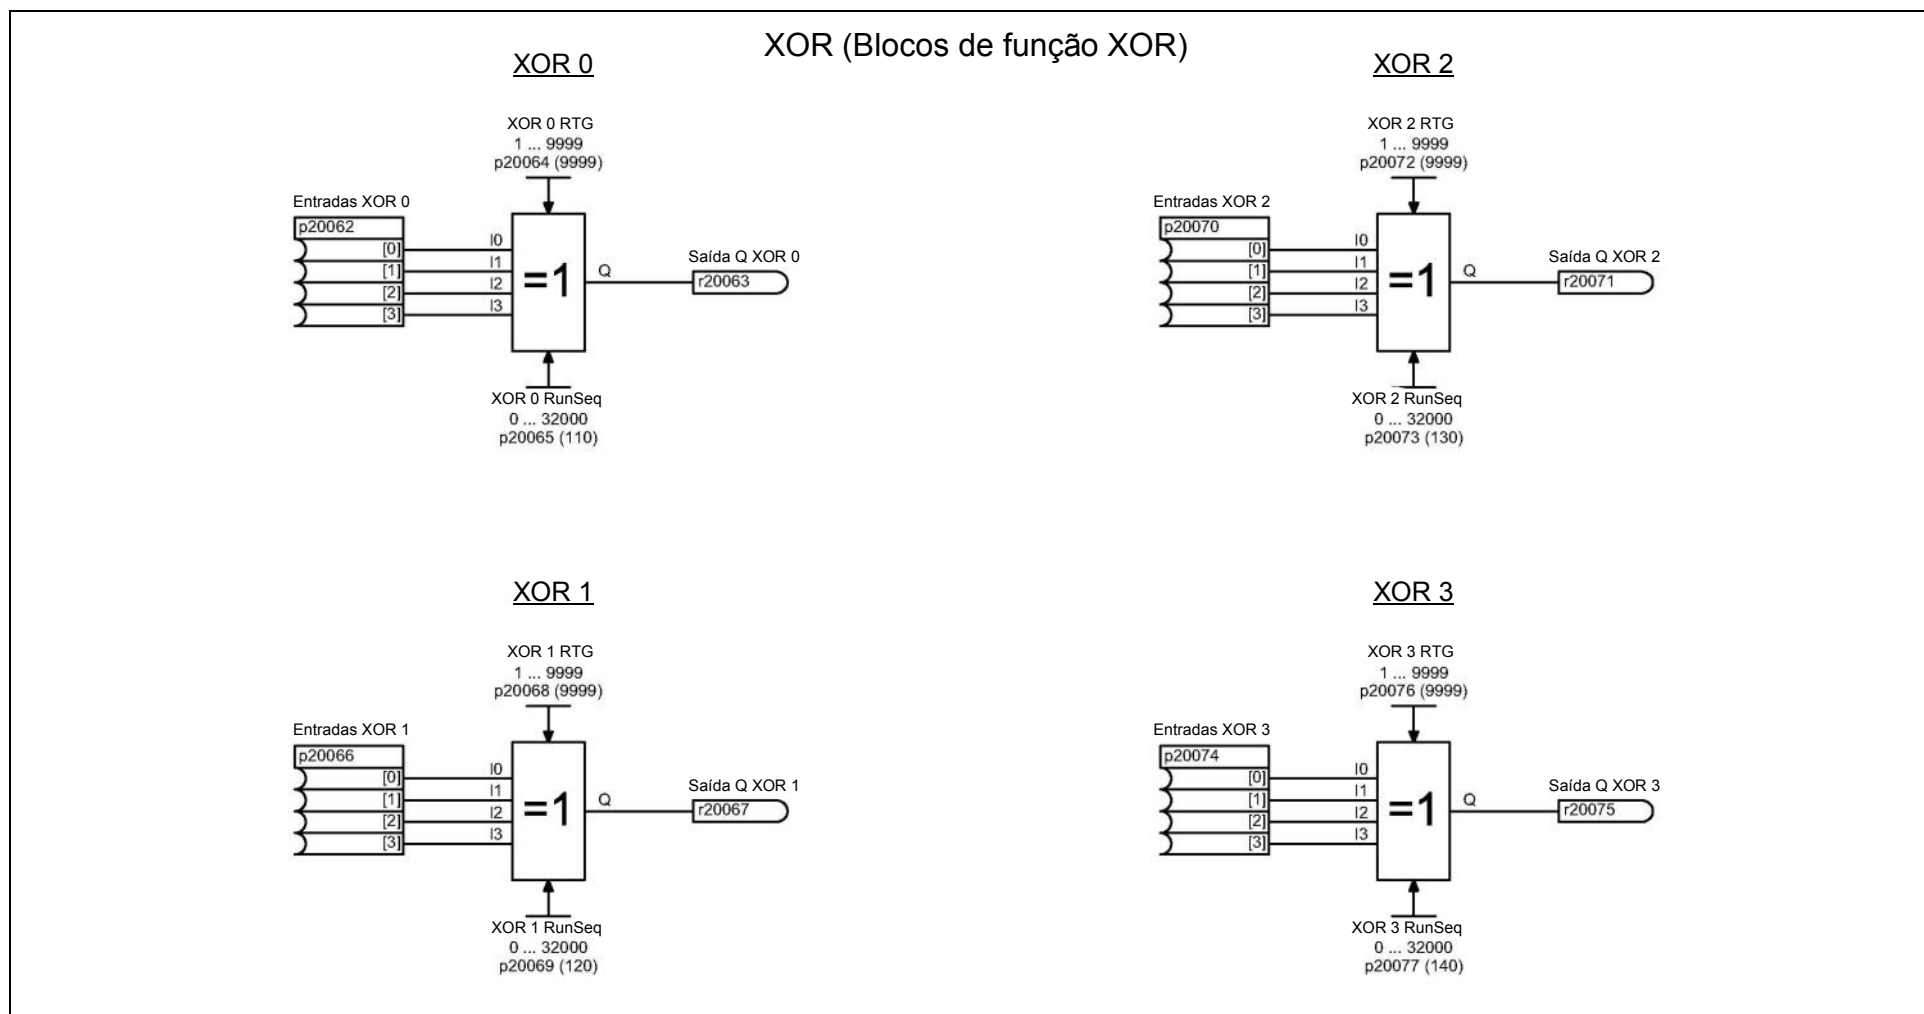 XOR (Blocos de função XOR)
XOR 0
XOR 0 RTG
1 ... 9999
p20064 (9999)
Entradas XOR 0
p20062
[0]
[1]
[2]
[3]
I0
I1
I2
I3
=1
Q
Saída Q XOR 0
r20063
XOR 0 RunSeq
0 ... 32000
p20065 (110)
XOR 2
XOR 2 RTG
1 ... 9999
p20072 (9999)
Entradas XOR 2
p20070
[0]
[1]
[2]
[3]
I0
I1
I2
I3
=1
Q
Saída Q XOR 2
r20071
XOR 2 RunSeq
0 ... 32000
p20073 (130)
XOR 1
XOR 1 RTG
1 ... 9999
p20068 (9999)
Entradas XOR 1
p20066
[0]
[1]
[2]
[3]
I0
I1
I2
I3
=1
Q
Saída Q XOR 1
r20067
XOR 1 RunSeq
0 ... 32000
p20069 (120)
XOR 3
XOR 3 RTG
1 ... 9999
p20076 (9999)
Entradas XOR 3
p20074
[0]
[1]
[2]
[3]
I0
I1
I2
I3
=1
Q
Saída Q XOR 3
r20075
XOR 3 RunSeq
0 ... 32000
p20077 (140)